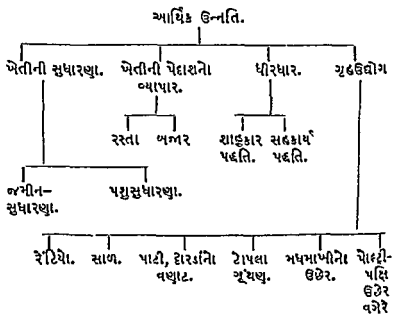 આર્થિક ઉન્નતિ.
ખેતીની સુધારણા. ખેતીની પેદાશનો ધીરધાર. ગૃહઉદ્યોગ
વ્યાપાર.
રસ્તા બજાર શાહુકાર સહકાર્ય
પદ્ધતિ. પદ્ધતિ.
જમીન- પશુસુધારણા.
સુધારણા.
રેંટિયો. સાળ. પાટી, દોરડાંનો ટોપલા મધમાખીનો પોલ્ટ્રી-
વણાટ. ગૂંથણ. ઉછેર. પક્ષિ
ઉછેર
વગેરે